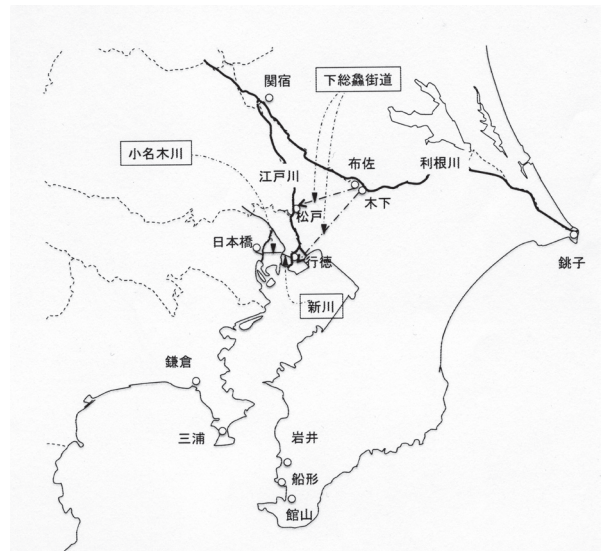 関宿
下総鱻街道
小名木川
布佐
利根川
江戸川
木下
松戸
日本橋
行徳
銚子
新川
鎌倉
三浦
岩井
船形
館山